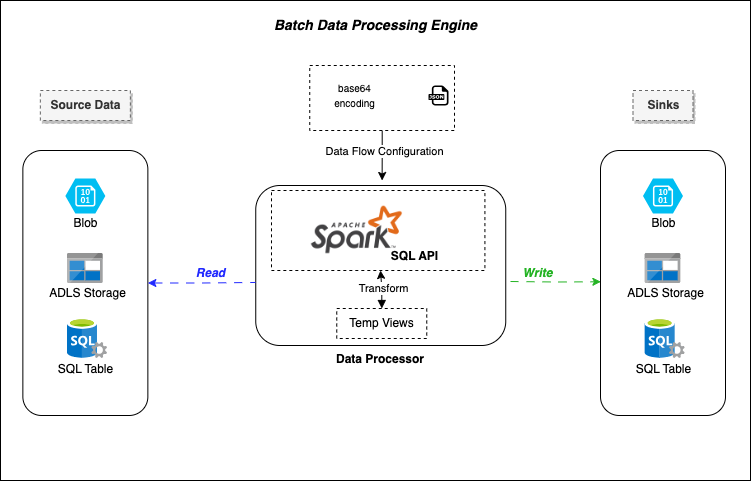 Batch Data Processing Engine
Source Data
base64
encoding
JSON
Sinks
Data Flow Configuration
10
01
Blob
ADLS Storage
SQL
SQL Table
Read
APACHE
Spark
TM
SQL API
Transform
Temp Views
Data Processor
Write
10
01
Blob
ADLS Storage
SQL
SQL Table